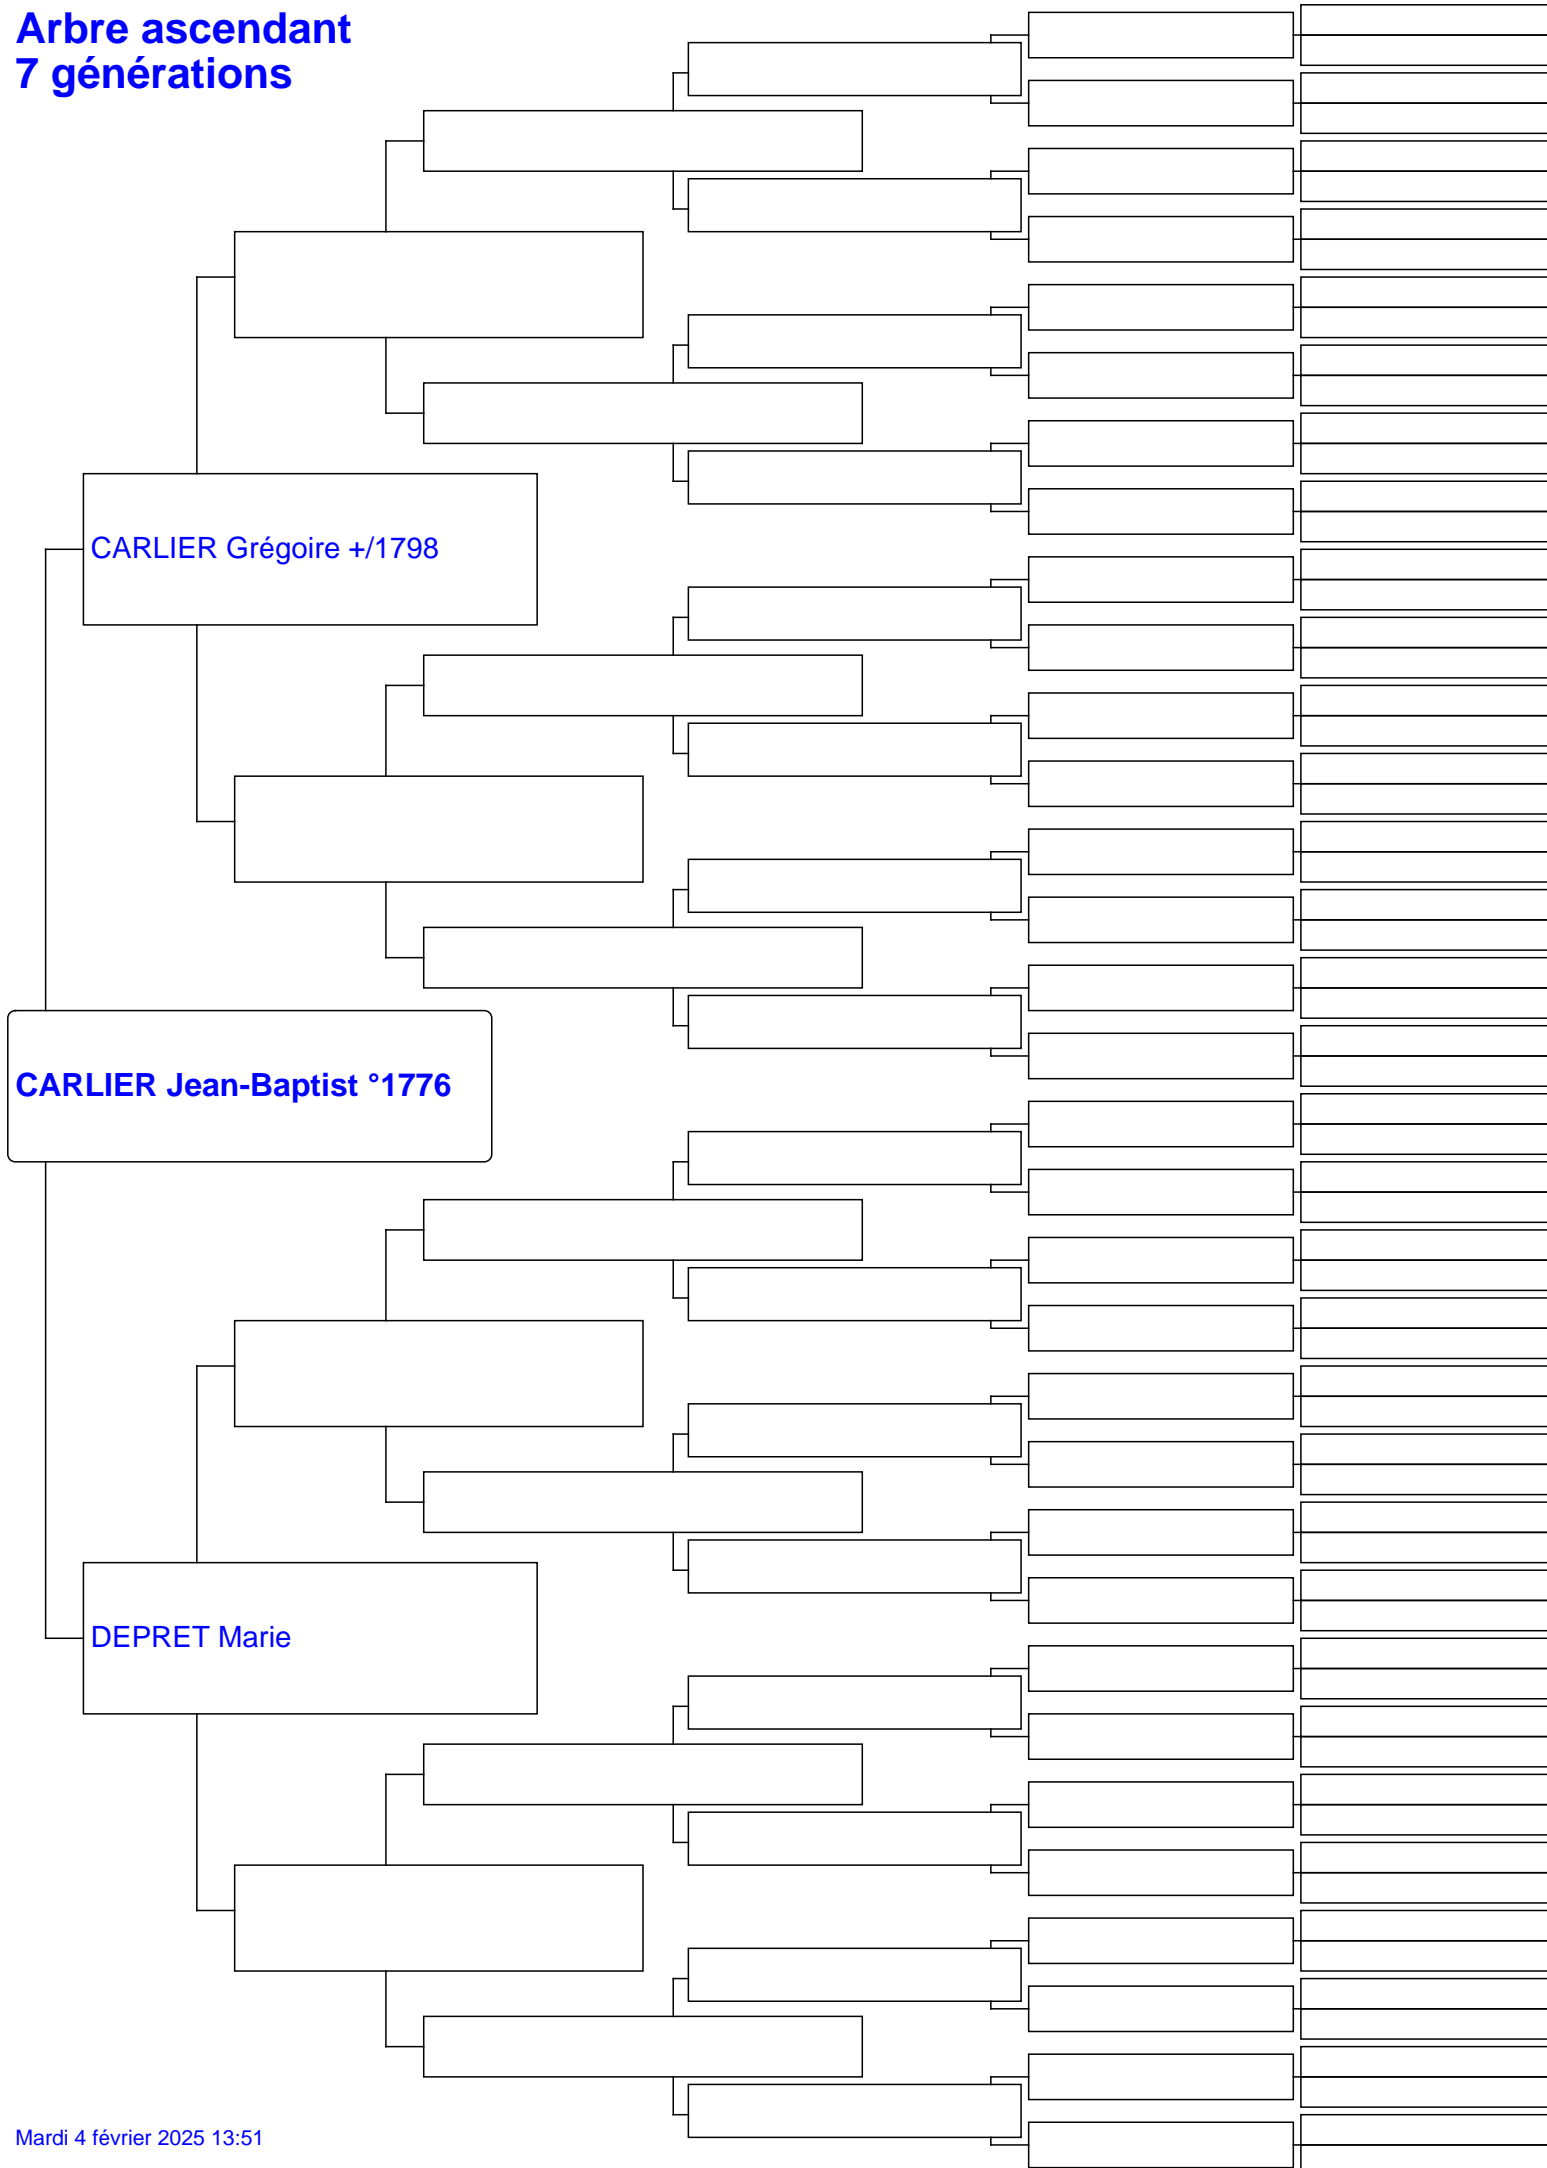 Arbre ascendant
7 générations
CARLIER Grégoire +/1798
CARLIER Jean-Baptist °1776
DEPRET Marie
Mardi 4 février 2025 13:51